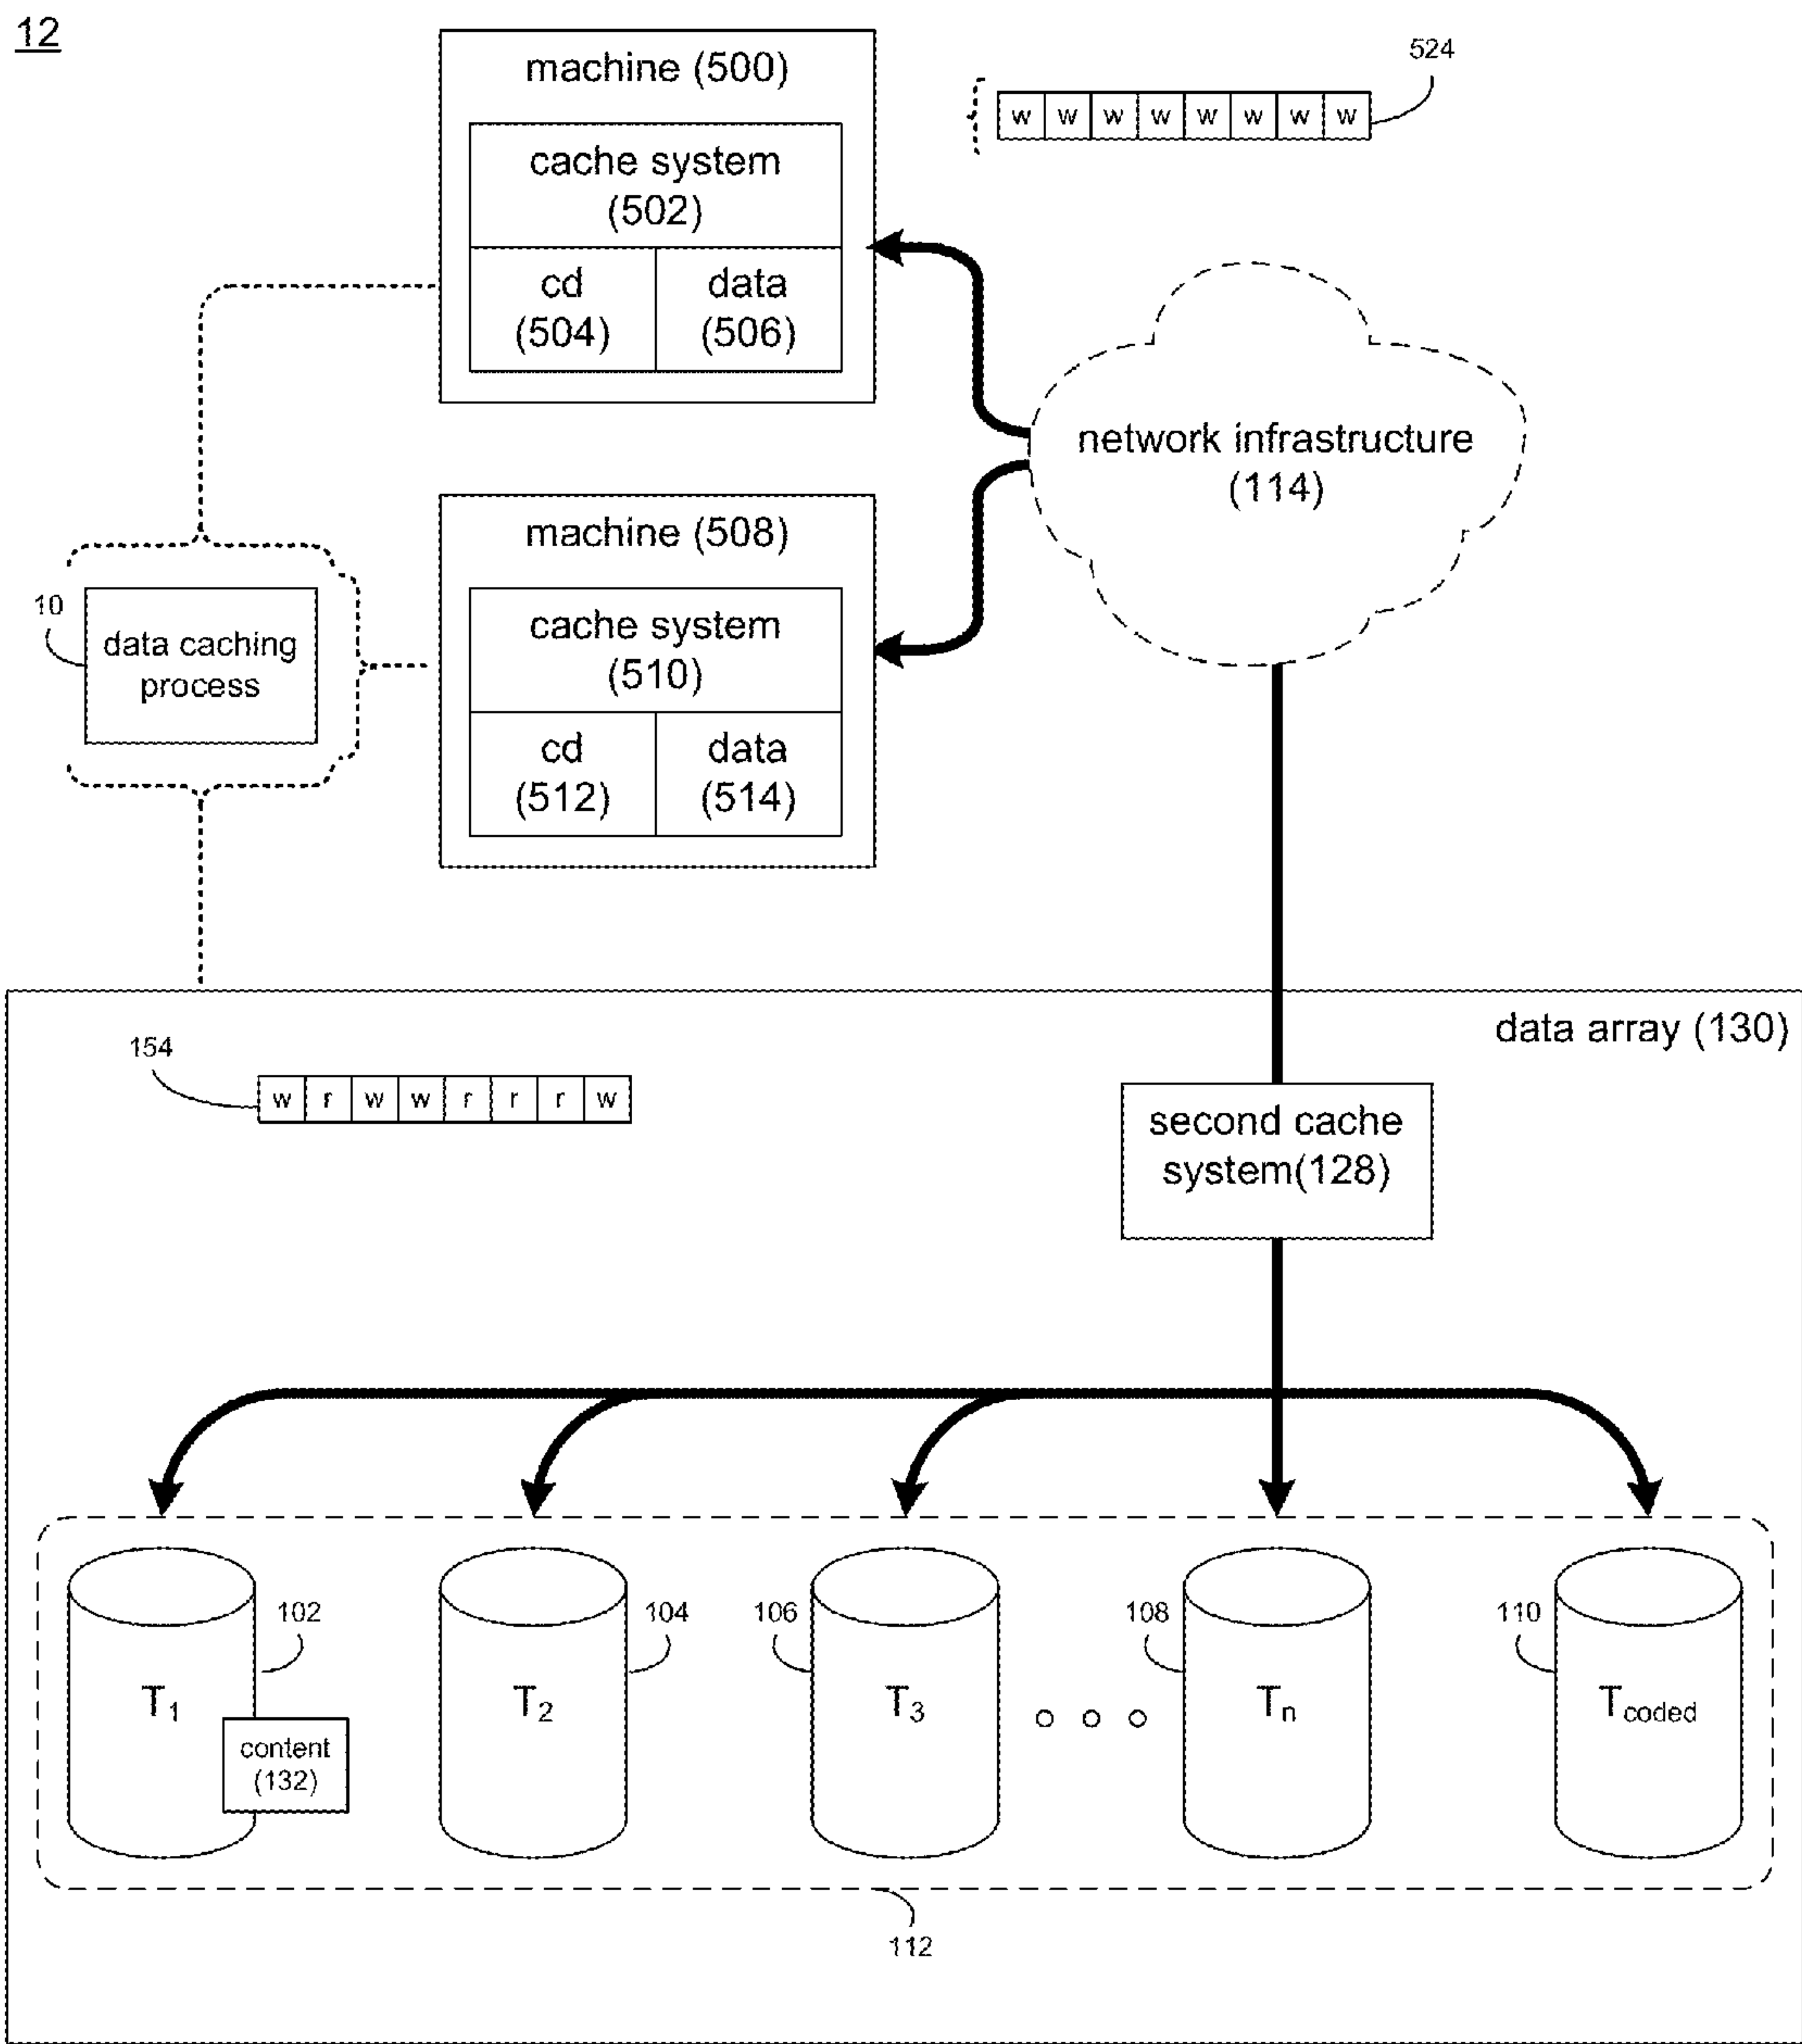 12
machine (500)
cache system
(502)
cd
(504)
data
(506)
524
w w w w w w w w
network infrastructure
(114)
machine (508)
cache system
(510)
cd
(512)
data
(514)
10
data caching
process
data array (130)
154
w r w w r r r w
second cache
system(128)
102
104
106
108
110
T1
T2
T3
Tn
Tcoded
content
(132)
112